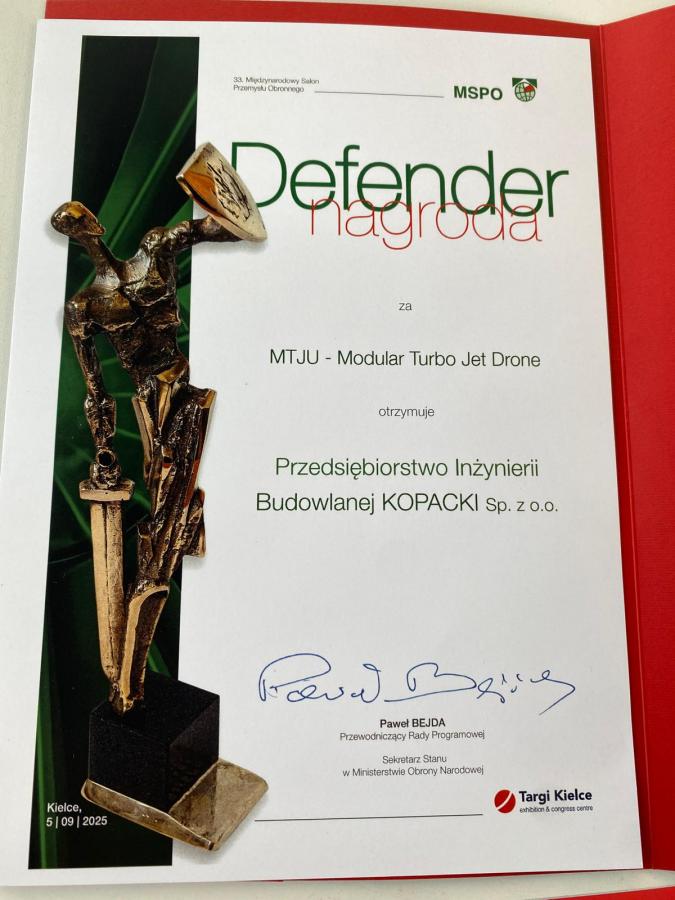 33. Międzynarodowy Salon
Przemysłu Obronnego
MSPO
Defender
nagroda
za
MTJU - Modular Turbo Jet Drone
otrzymuje
Przedsiębiorstwo Inżynierii
Budowlanej KOPACKI Sp. z o.o.
Paweł Bejda
Paweł BEJDA
Przewodniczący Rady Programowej
Sekretarz Stanu
w Ministerstwie Obrony Narodowej
Kielce,
5 | 09 | 2025
Targi Kielce
exhibition & congress centre